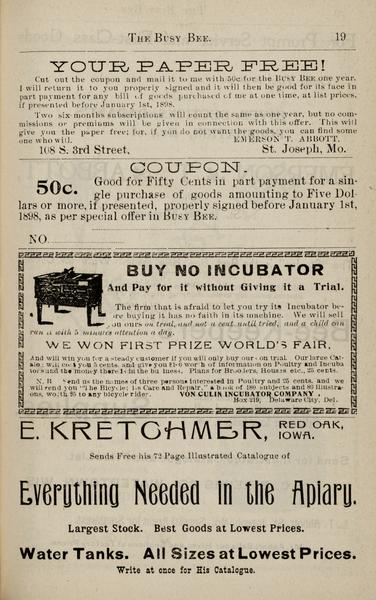 THE BUSY BEE. 19
YOUR PAPER FREE!
Cut out the coupon and mail it to me with 50c for the BUSY BEE one year.
I will return it to you properly signed and it will then be good for its face in
part payment for any bill of goods purchased of me at one time, at list prices,
if presented before January 1st, 1898.
Two six months subscriptions will count the same as one year, but no com-
missions or premiums will be given in connection with this offer. This will
give you the paper free; for, if you do not want the goods, you can find some
one who will. EMERSON T. ABBOTT.
108 S. 3rd Street, St. Joseph, Mo.
COUPON.
50c. Good for Fifty Cents in part payment for a sin-
gle purchase of goods amounting to Five Dol-
lars or more, if presented, properly signed before January 1st,
1898, as per special offer in BUSY BEE.
NO.
BUY NO INCUBATOR
And Pay for it without Giving it a Trial.
The firm that is afraid to let you try its Incubator be-
fore buying it has no faith in its machine. We will sell
you ours on trial, and not a cent until tried, and a child can
run it with 5 minutes attention a day.
WE WON FIRST PRIZE WORLD'S FAIR,
And will win you for a steady customer if you will only buy our on trial. Our large Cat-
alog will cost you 5 cents, and give you worth of information on Poultry and Incuba
tors and the money there is in the business. Plans for Brooders, Houses etc., 25 cents.
N. B Send us the names of three persons interested in Poultry and 25 cents, and we
will send you "The Bicycle: Its Care and Repair," a book of 180 subjects and 80 Illustra-
tions, worth $5 to any bicycle rider. VON CULIN INCUBATOR COMPANY,
Box 219, Delaware City, Del.
E. KRETCHMER, RED OAK,
IOWA.
Sends Free his 72 Page Illustrated Catalogue of
Everything Needed in the Apiary.
Largest Stock. Best Goods at Lowest Prices.
Water Tanks. All Sizes at Lowest Prices.
Write at once for His Catalogue.